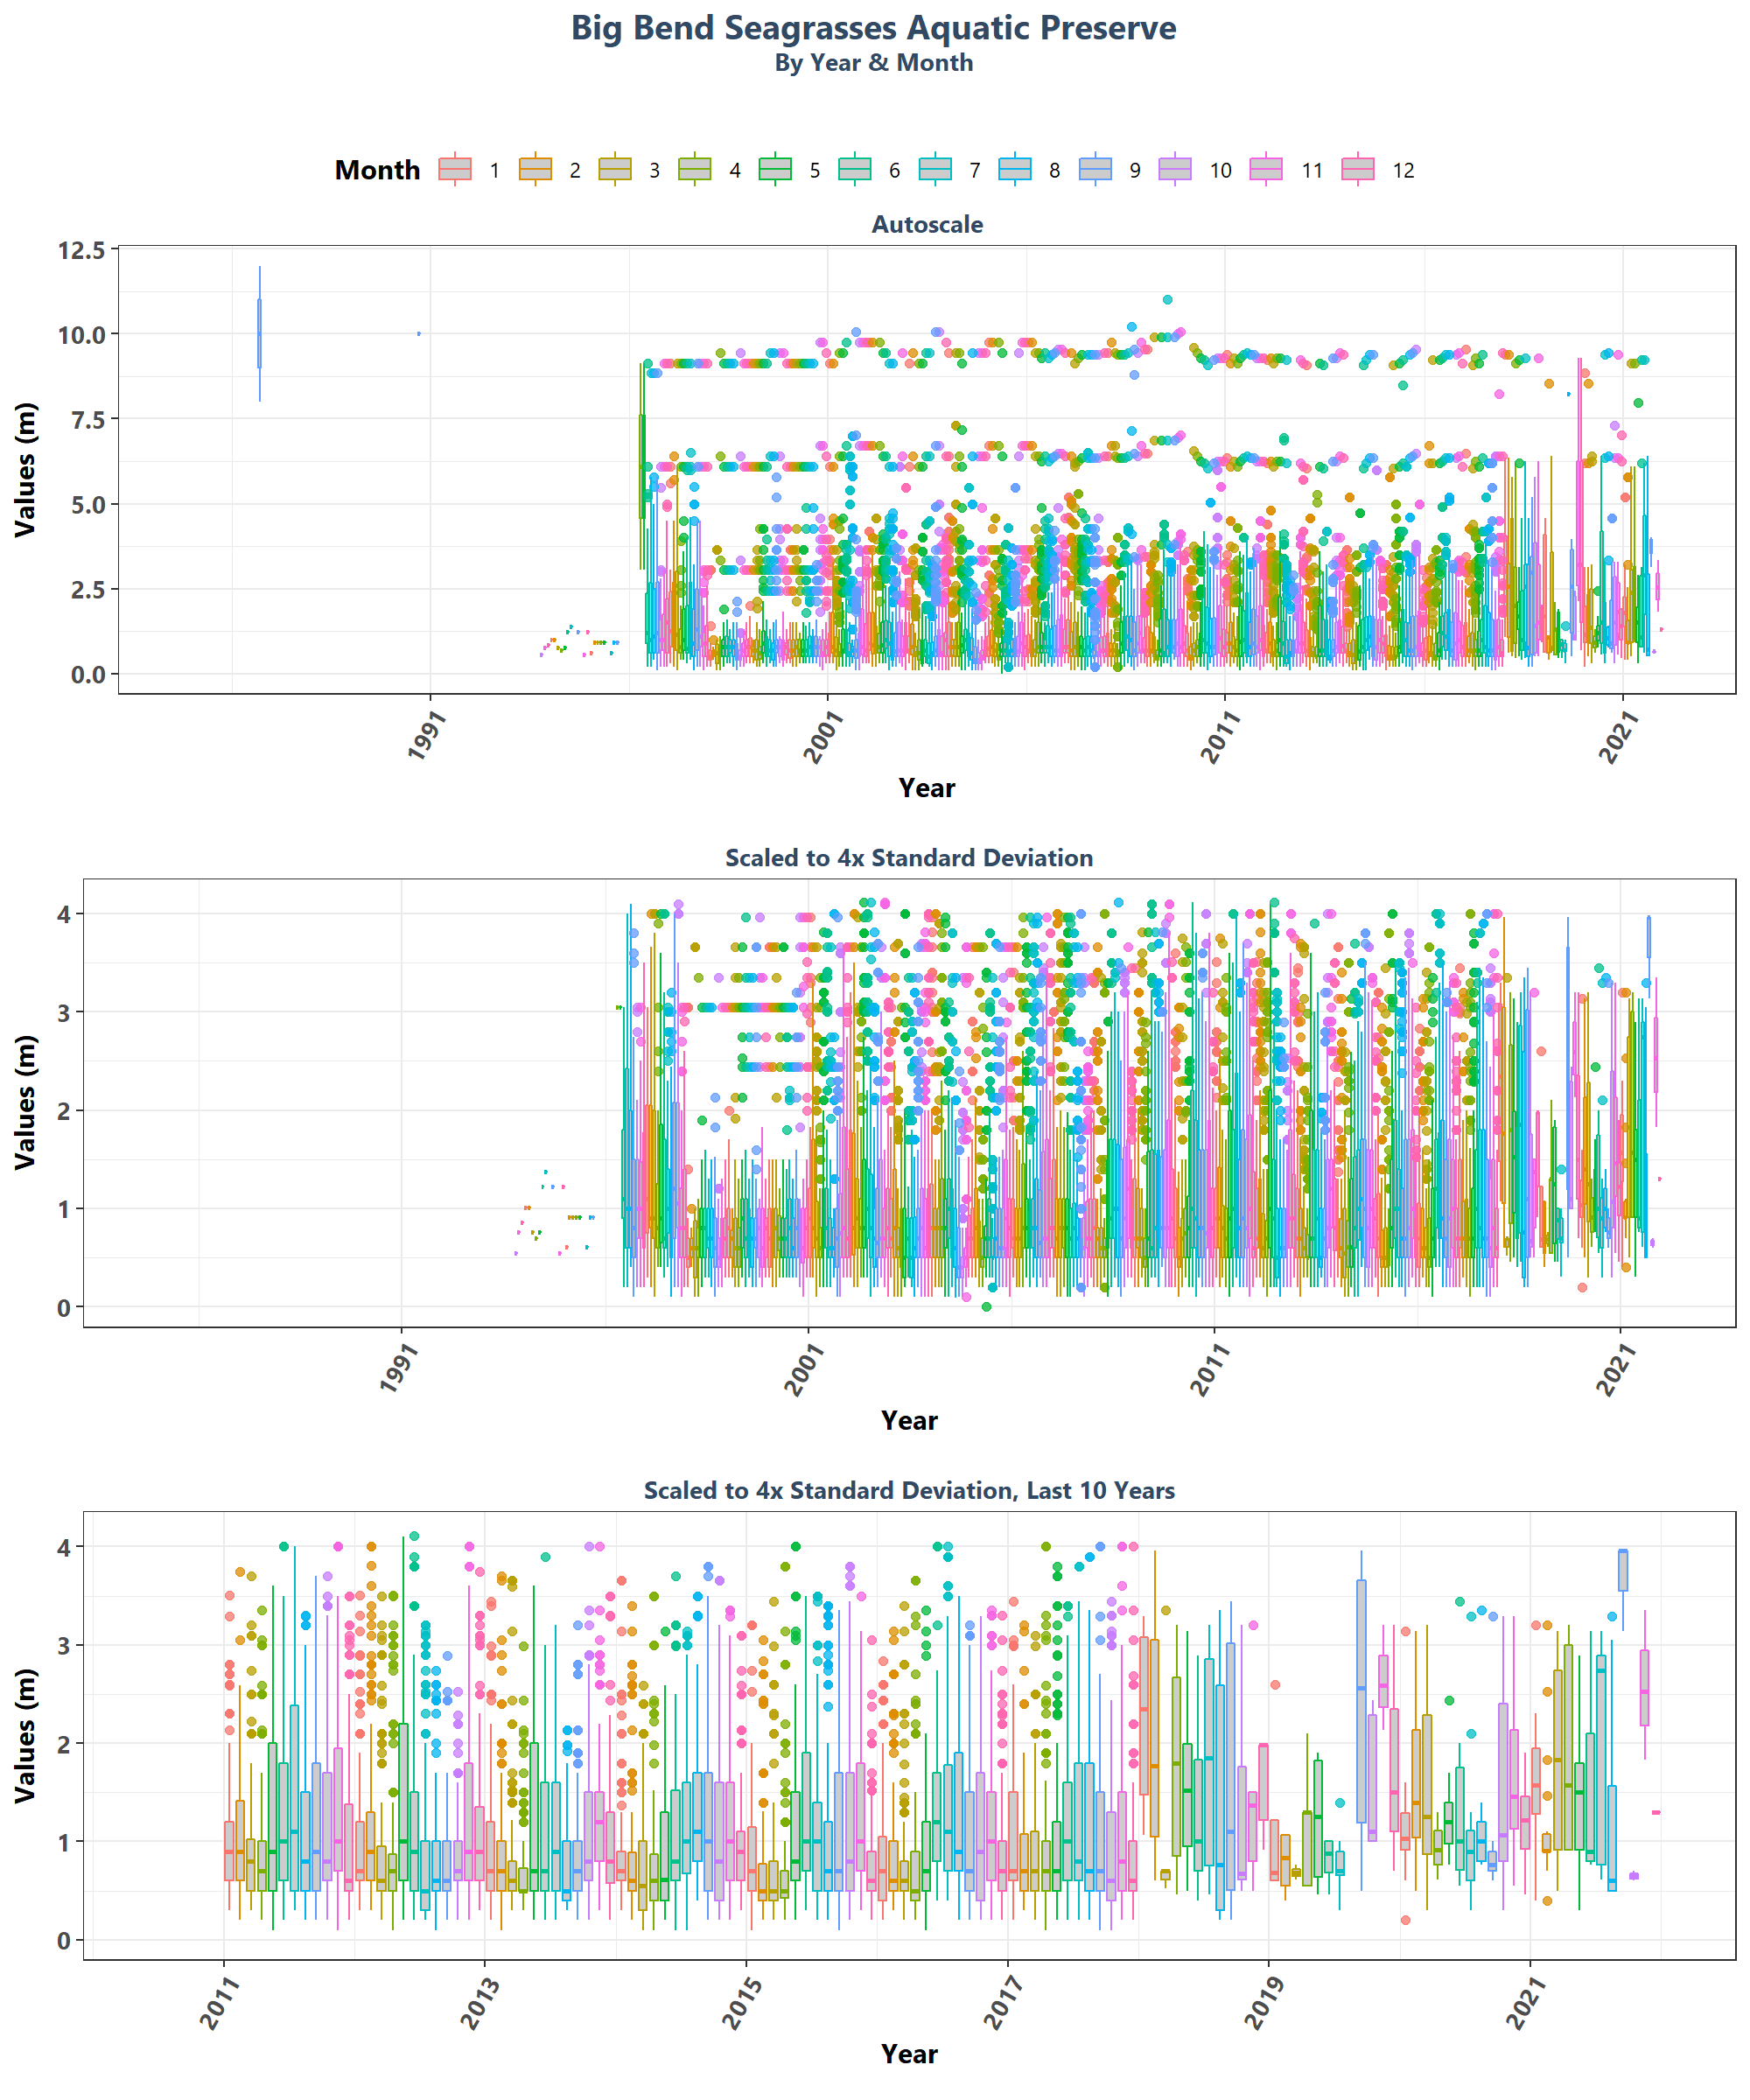 Big Bend Seagrasses Aquatic Preserve
By Year & Month
Month 1 2 3 4 5 6 7 8 9 10 11 12
Autoscale
Values (m)
12.5
10.0
7.5
5.0
2.5
0.0
1991 2001 2011 2021
Year
Scaled to 4x Standard Deviation
Values (m)
4
3
2
1
0
1991 2001 2011 2021
Year
Scaled to 4x Standard Deviation, Last 10 Years
Values (m)
4
3
2
1
0
2011 2013 2015 2017 2019 2021
Year